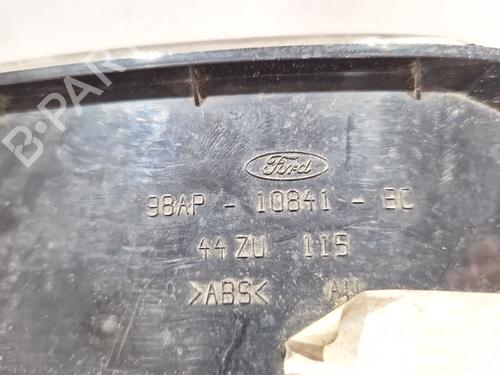 B-PARTS
Ford
98AP - 10841 - BC
44 ZU 115
>ABS<